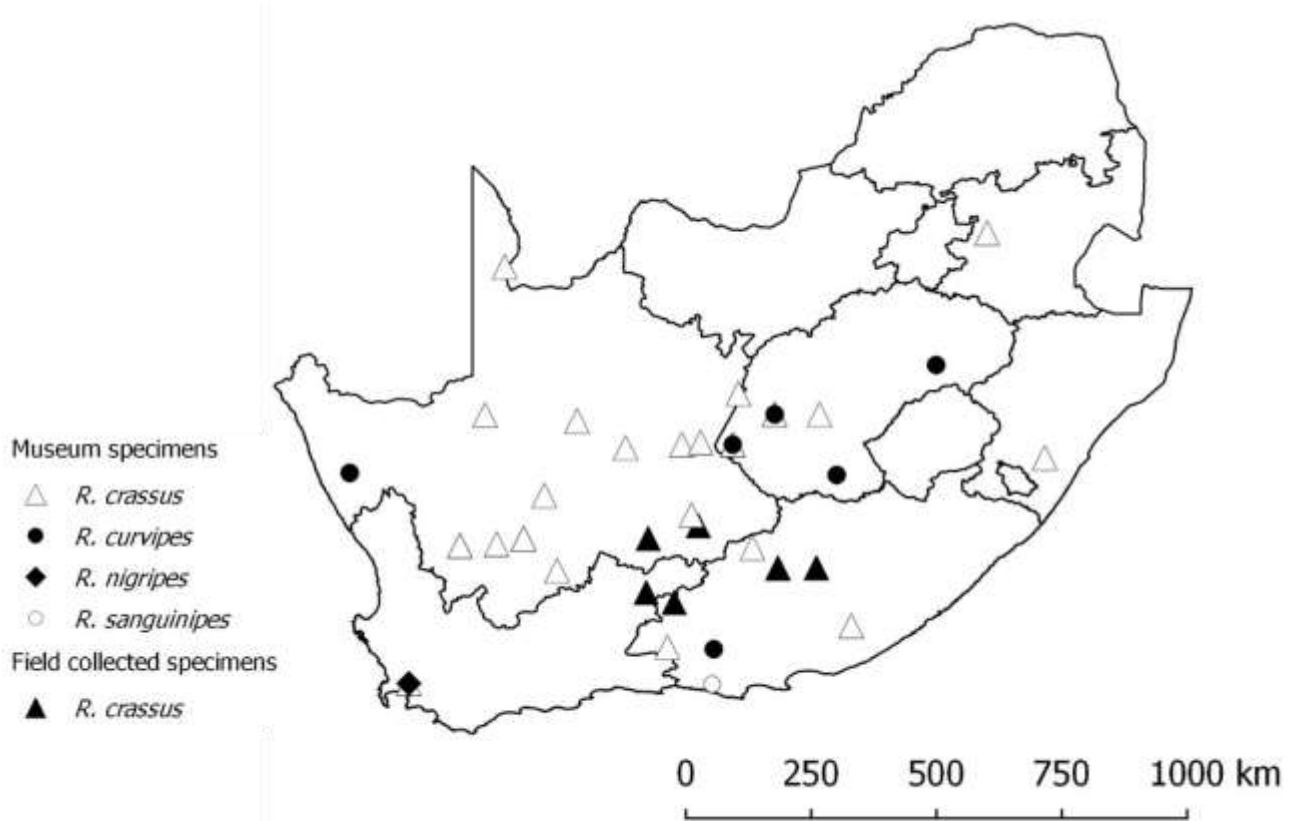 Museum specimens
R. crassus
R. curvipes
R. nigripes
R. sanguinipes
Field collected specimens
R. crassus
0 250 500 750 1000 km